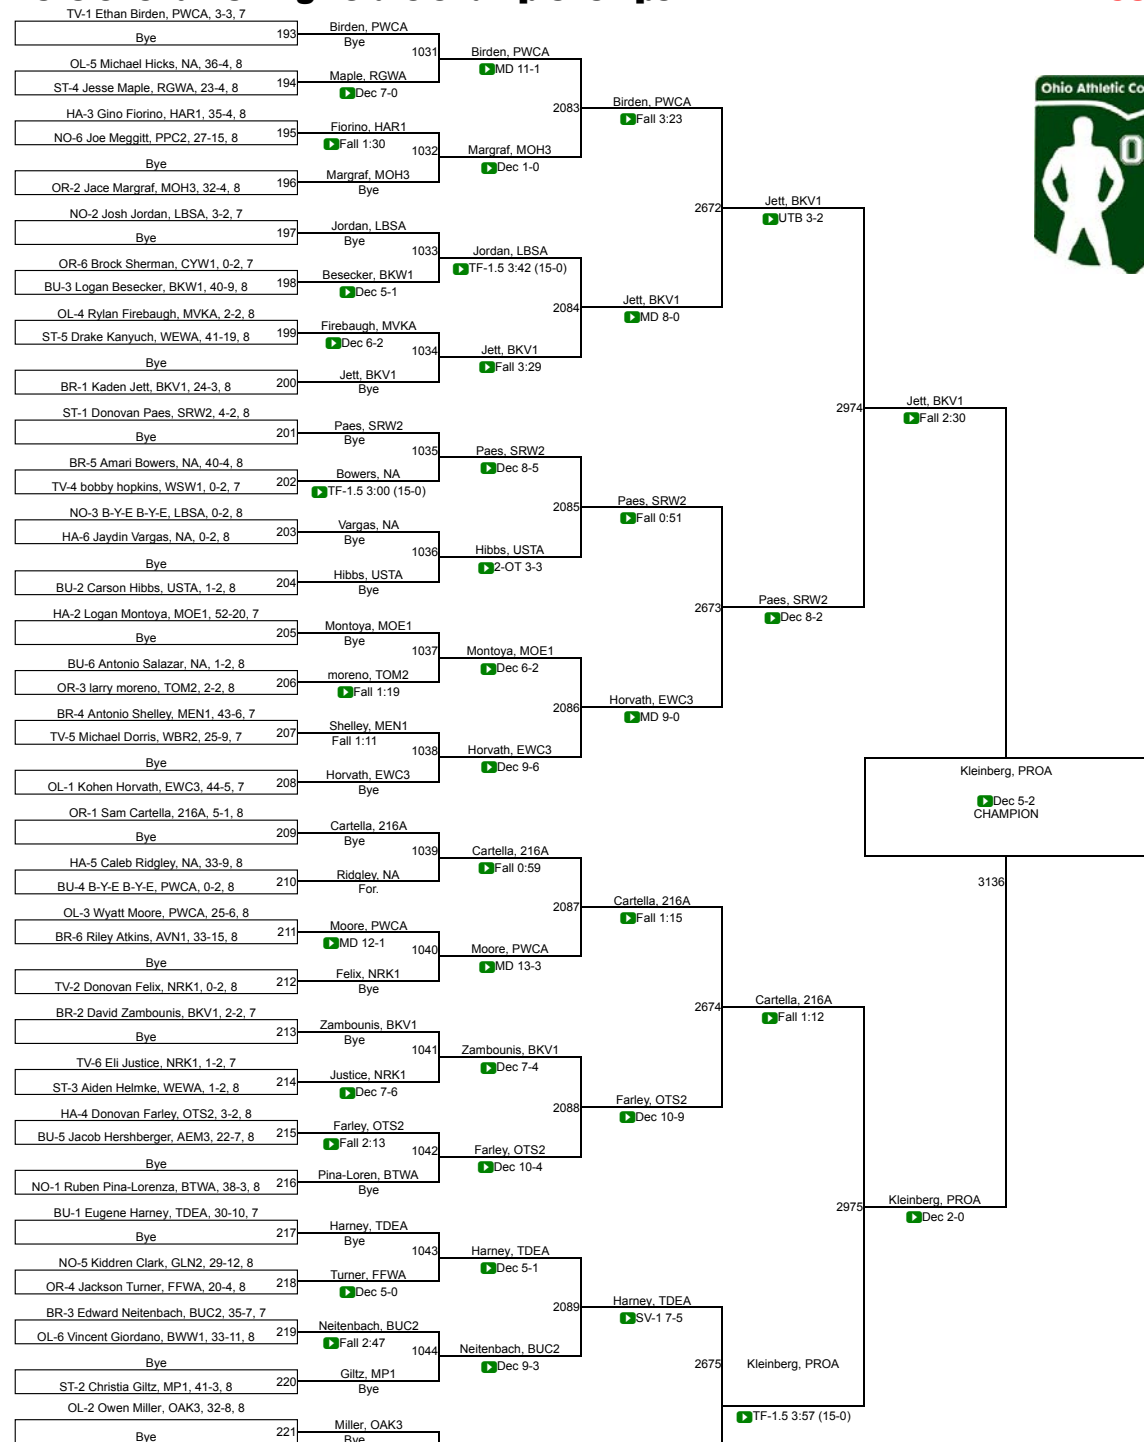 TV-1 Ethan Birden, PWCA, 3-3, 7
Bye
193
OL-5 Michael Hicks, NA, 36-4, 8
ST-4 Jesse Maple, RGWA, 23-4, 8
194
HA-3 Gino Fiorino, HAR1, 35-4, 8
NO-6 Joe Meggitt, PPC2, 27-15, 8
195
Bye
OR-2 Jace Margraf, MOH3, 32-4, 8
196
NO-2 Josh Jordan, LBSA, 3-2, 7
Bye
197
OR-6 Brock Sherman, CYW1, 0-2, 7
BU-3 Logan Besecker, BKW1, 40-9, 8
198
OL-4 Rylan Firebaugh, MVKA, 2-2, 8
ST-5 Drake Kanyuch, WEWA, 41-19, 8
199
Bye
BR-1 Kaden Jett, BKV1, 24-3, 8
200
ST-1 Donovan Paes, SRW2, 4-2, 8
Bye
201
BR-5 Amari Bowers, NA, 40-4, 8
TV-4 bobby hopkins, WSW1, 0-2, 7
202
NO-3 B-Y-E B-Y-E, LBSA, 0-2, 8
HA-6 Jaydin Vargas, NA, 0-2, 8
203
Bye
BU-2 Carson Hibbs, USTA, 1-2, 8
204
HA-2 Logan Montoya, MOE1, 52-20, 7
Bye
205
BU-6 Antonio Salazar, NA, 1-2, 8
OR-3 larry moreno, TOM2, 2-2, 8
206
BR-4 Antonio Shelley, MEN1, 43-6, 7
TV-5 Michael Dorris, WBR2, 25-9, 7
207
Bye
OL-1 Kohen Horvath, EWC3, 44-5, 7
208
OR-1 Sam Cartella, 216A, 5-1, 8
Bye
209
HA-5 Caleb Ridgley, NA, 33-9, 8
BU-4 B-Y-E B-Y-E, PWCA, 0-2, 8
210
OL-3 Wyatt Moore, PWCA, 25-6, 8
BR-6 Riley Atkins, AVN1, 33-15, 8
211
Bye
TV-2 Donovan Felix, NRK1, 0-2, 8
212
BR-2 David Zambounis, BKV1, 2-2, 7
Bye
213
TV-6 Eli Justice, NRK1, 1-2, 7
ST-3 Aiden Helmke, WEWA, 1-2, 8
214
HA-4 Donovan Farley, OTS2, 3-2, 8
BU-5 Jacob Hershberger, AEM3, 22-7, 8
215
Bye
NO-1 Ruben Pina-Lorenza, BTWA, 38-3, 8
216
BU-1 Eugene Harney, TDEA, 30-10, 7
Bye
217
NO-5 Kiddren Clark, GLN2, 29-12, 8
OR-4 Jackson Turner, FFWA, 20-4, 8
218
BR-3 Edward Neitenbach, BUC2, 35-7, 7
OL-6 Vincent Giordano, BWW1, 33-11, 8
219
Bye
ST-2 Christia Giltz, MP1, 41-3, 8
220
OL-2 Owen Miller, OAK3, 32-8, 8
Bye
221
Birden, PWCA
Bye
1031
Maple, RGWA
Dec 7-0
Fiorino, HAR1
Fall 1:30
1032
Margraf, MOH3
Bye
Jordan, LBSA
Bye
1033
Besecker, BKW1
Dec 5-1
Firebaugh, MVKA
Dec 6-2
1034
Jett, BKV1
Bye
Paes, SRW2
Bye
1035
Bowers, NA
TF-1.5 3:00 (15-0)
Vargas, NA
Bye
1036
Hibbs, USTA
Bye
Montoya, MOE1
Bye
1037
moreno, TOM2
Fall 1:19
Shelley, MEN1
Fall 1:11
1038
Horvath, EWC3
Bye
Cartella, 216A
Bye
1039
Ridgley, NA
For.
Moore, PWCA
MD 12-1
1040
Felix, NRK1
Bye
Zambounis, BKV1
Bye
1041
Justice, NRK1
Dec 7-6
Farley, OTS2
Fall 2:13
1042
Pina-Loren, BTWA
Bye
Harney, TDEA
Bye
1043
Turner, FFWA
Dec 5-0
Neitenbach, BUC2
Fall 2:47
1044
Giltz, MP1
Bye
Miller, OAK3
Bye
Birden, PWCA
MD 11-1
2083
Margraf, MOH3
Dec 1-0
Jordan, LBSA
TF-1.5 3:42 (15-0)
2084
Jett, BKV1
Fall 3:29
Paes, SRW2
Dec 8-5
2085
Hibbs, USTA
2-OT 3-3
Montoya, MOE1
Dec 6-2
2086
Horvath, EWC3
Dec 9-6
Cartella, 216A
Fall 0:59
2087
Moore, PWCA
MD 13-3
Zambounis, BKV1
Dec 7-4
2088
Farley, OTS2
Dec 10-4
Harney, TDEA
Dec 5-1
2089
Neitenbach, BUC2
Dec 9-3
Birden, PWCA
Fall 3:23
2672
Jett, BKV1
MD 8-0
Paes, SRW2
Fall 0:51
2673
Horvath, EWC3
MD 9-0
Cartella, 216A
Fall 1:15
2674
Farley, OTS2
Dec 10-9
Harney, TDEA
SV-1 7-5
2675
Jett, BKV1
UTB 3-2
2974
Paes, SRW2
Dec 8-2
Cartella, 216A
Fall 1:12
2975
Kleinberg, PROA
TF-1.5 3:57 (15-0)
Jett, BKV1
Fall 2:30
Kleinberg, PROA
Dec 2-0
3136
Kleinberg, PROA
Dec 5-2
CHAMPION
Ohio Athletic Co
O